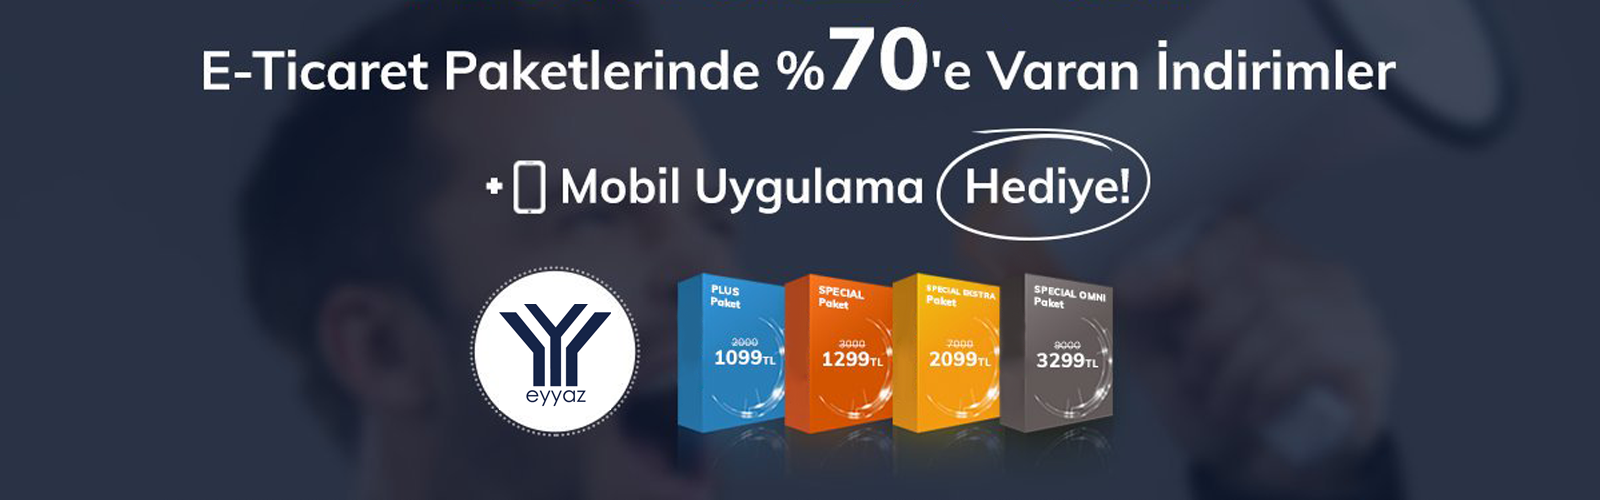 E-Ticaret Paketlerinde %70'e Varan İndirimler
+ Mobil Uygulama Hediye!
eyyaz
PLUS
Paket
2000
1099TL
SPECIAL
Paket
3000
1299TL
SPECIAL EKSTRA
Paket
7000
2099TL
SPECIAL OMNI
Paket
9000
3299TL